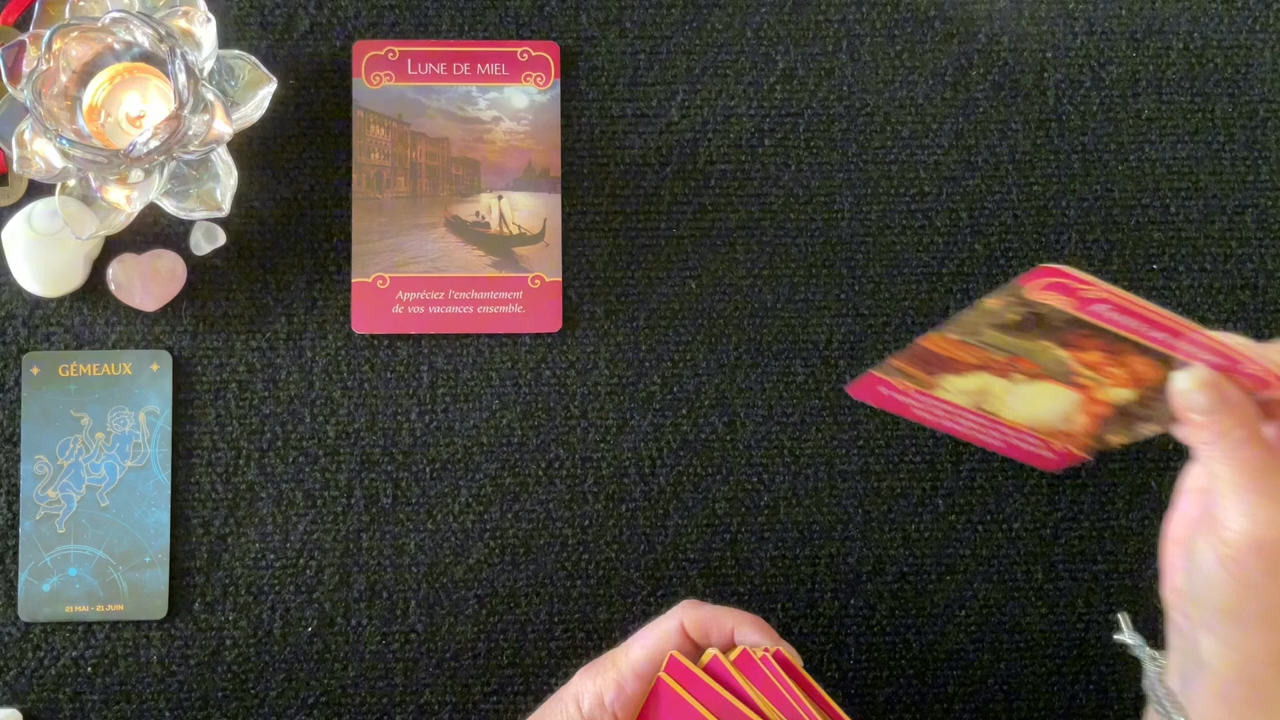 LUNE DE MIEL
Appréciez l'enchantement
de vos vacances ensemble.
GÉMEAUX
21 MAI - 21 JUIN